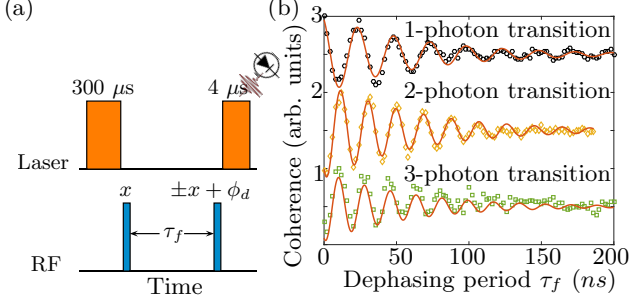 (a)
300 μs
4 μs
Laser
x
±x + ϕ_d
τ_f
RF
Time
(b)
Coherence (arb. units)
3
2
1
1-photon transition
2-photon transition
3-photon transition
0
50
100
150
200
Dephasing period τ_f (ns)